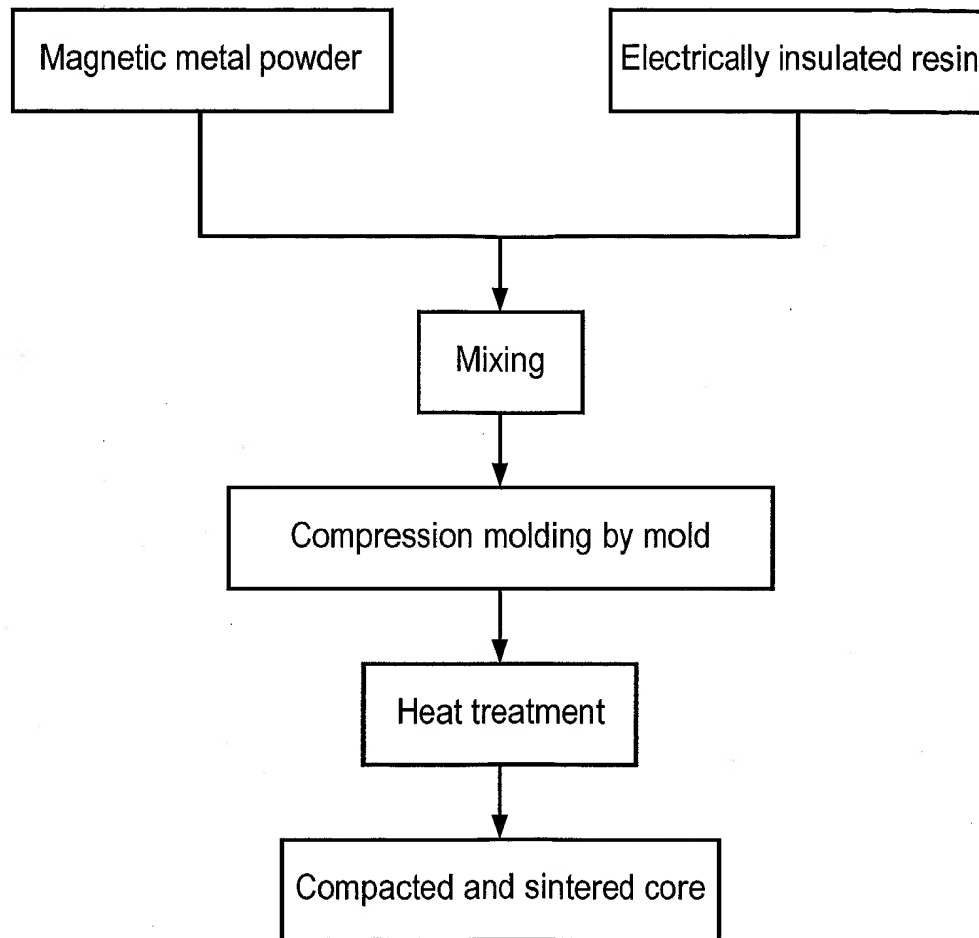 Magnetic metal powder
Electrically insulated resin
Mixing
Compression molding by mold
Heat treatment
Compacted and sintered core